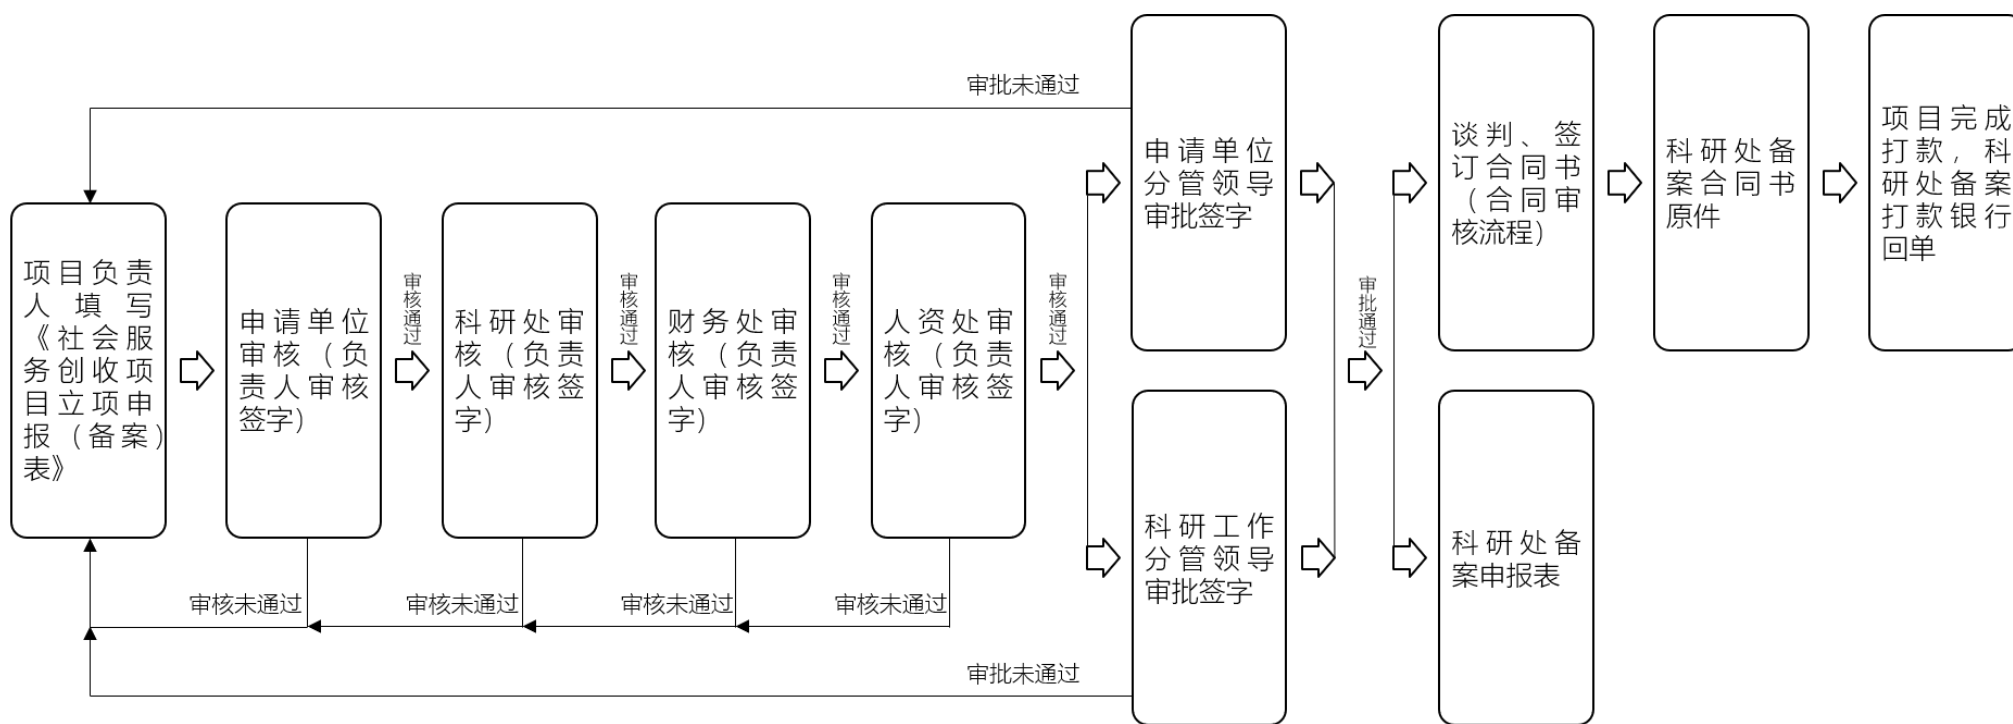 项目负责
人填写
《社会服
务创收项
目立项申
报（备案）
表》
申请单位
审核（负
责人审核
签字）
审核通过
科研处审
核（负责
人审核签
字）
审核通过
财务处审
核（负责
人审核签
字）
审核通过
人资处审
核（负责
人审核签
字）
审核通过
审核未通过
审核未通过
审核未通过
审核未通过
审批未通过
申请单位
分管领导
审批签字
审批未通过
科研工作
分管领导
审批签字
审批通过
谈判、签
订合同书
（合同审
核流程）
科研处备
案申报表
科研处备
案合同书
原件
项目完成
打款，科
研处备案
打款银行
回单